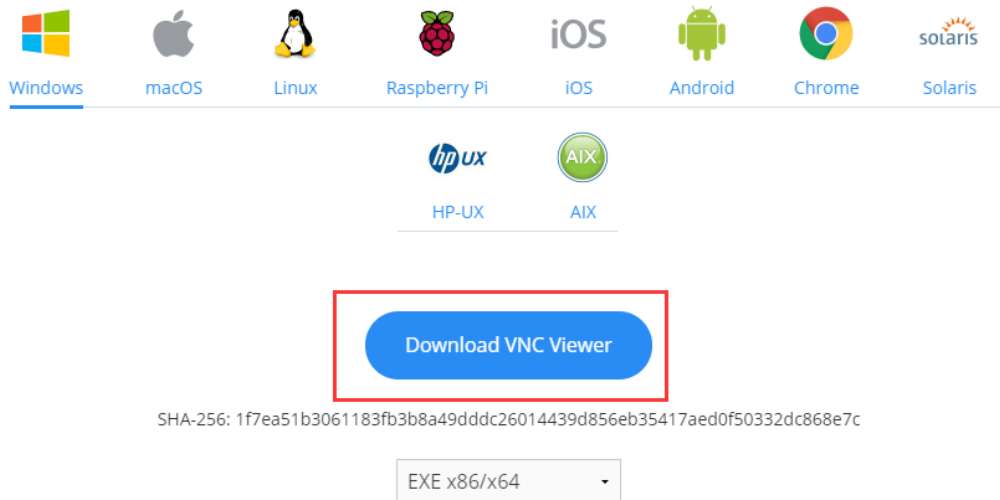 iOS
solaris
Windows
macOS
Linux
Raspberry Pi
iOS
Android
Chrome
Solaris
hp UX
AIX
HP-UX
AIX
Download VNC Viewer
SHA-256: 1f7ea51b3061183fb3b8a49dddc26014439d856eb35417aed0f50332dc868e7c
EXE x86/x64